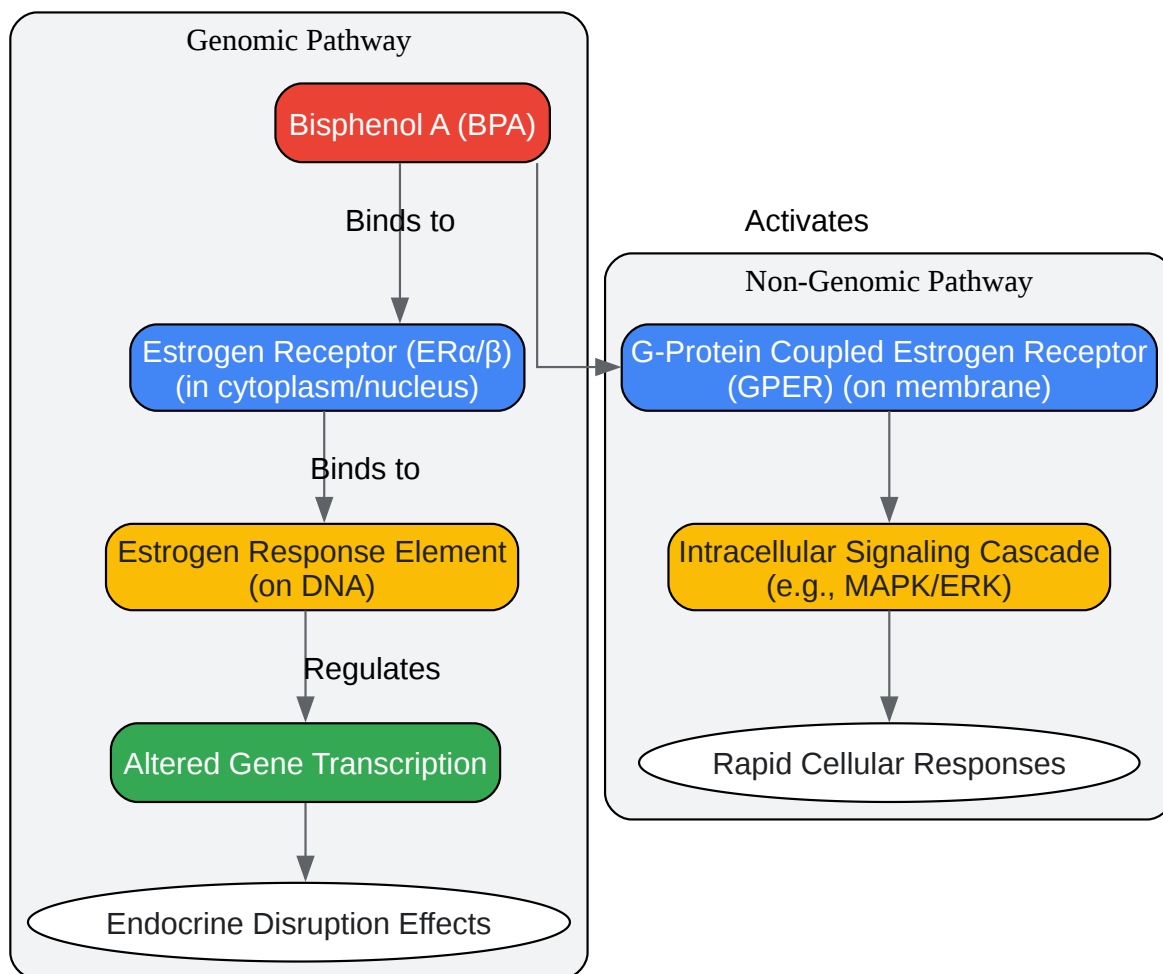 Genomic Pathway
Bisphenol A (BPA)
Binds to
Activates
Non-Genomic Pathway
Estrogen Receptor (ERα/β)
(in cytoplasm/nucleus)
G-Protein Coupled Estrogen Receptor
(GPER) (on membrane)
Binds to
Estrogen Response Element
(on DNA)
Intracellular Signaling Cascade
(e.g., MAPK/ERK)
Regulates
Altered Gene Transcription
Rapid Cellular Responses
Endocrine Disruption Effects